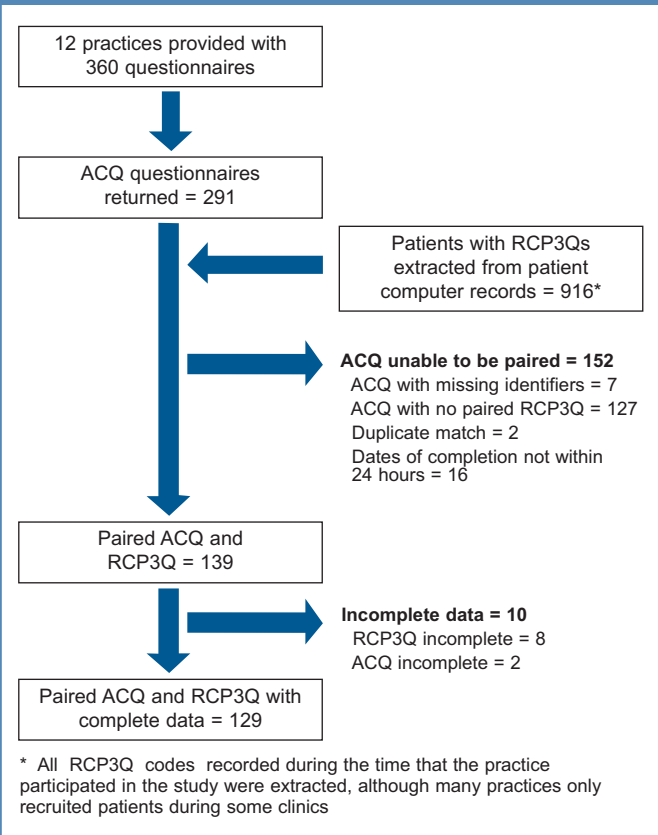 12 practices provided with
360 questionnaires
ACQ questionnaires
returned = 291
Patients with RCP3Qs
extracted from patient
computer records = 916*
ACQ unable to be paired = 152
ACQ with missing identifiers = 7
ACQ with no paired RCP3Q = 127
Duplicate match = 2
Dates of completion not within
24 hours = 16
Paired ACQ and
RCP3Q = 139
Incomplete data = 10
RCP3Q incomplete = 8
ACQ incomplete = 2
Paired ACQ and RCP3Q with
complete data = 129
* All RCP3Q codes recorded during the time that the practice
participated in the study were extracted, although many practices only
recruited patients during some clinics